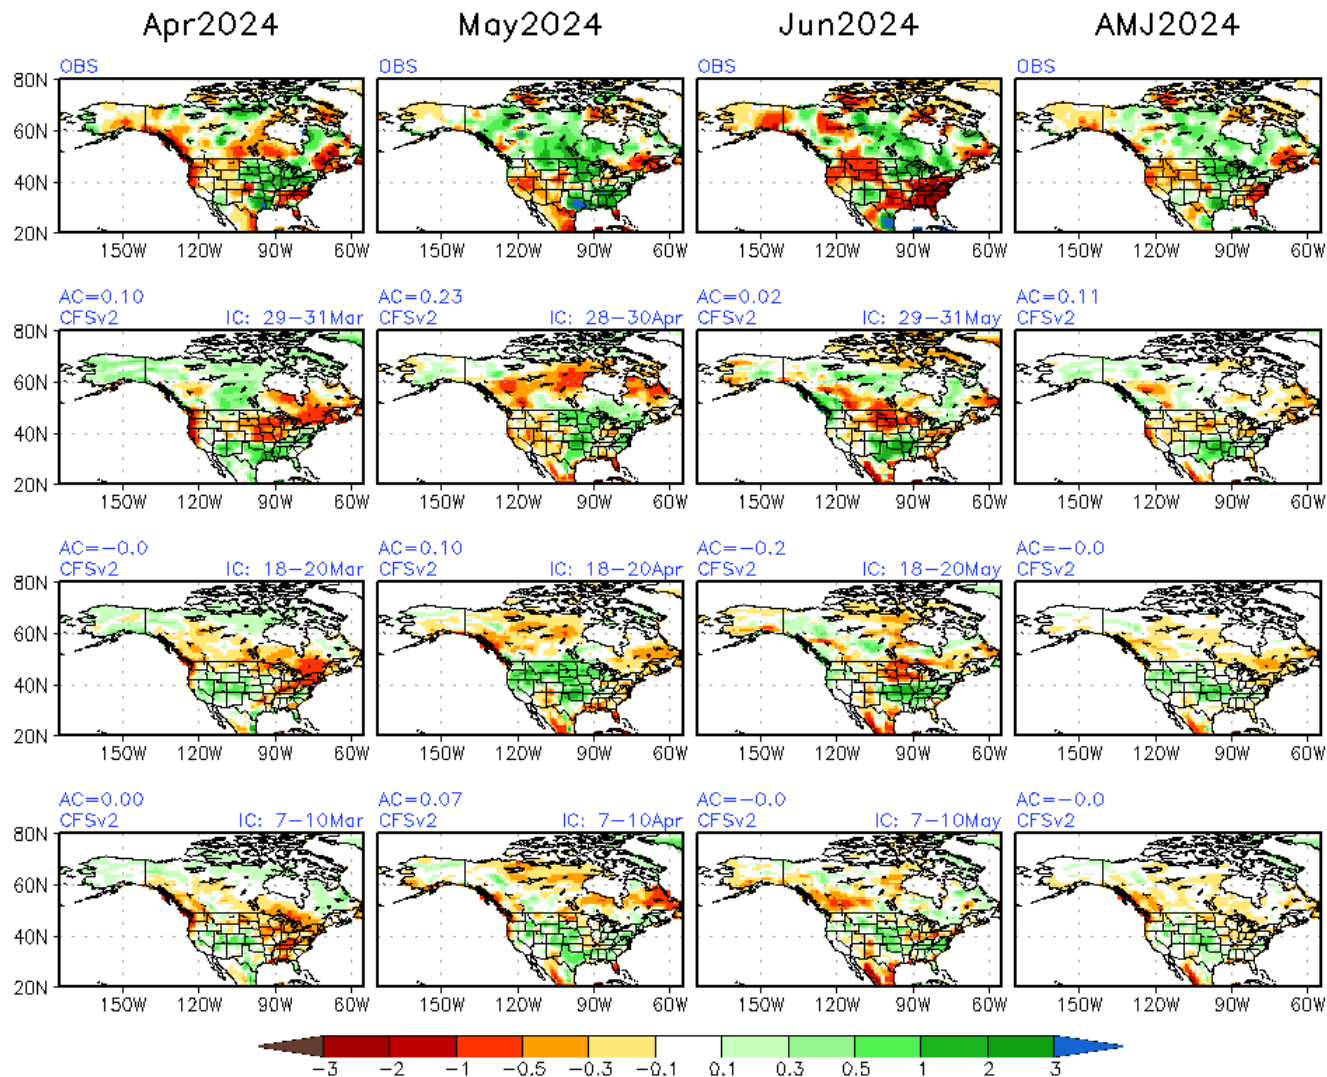 Apr2024 May2024 Jun2024 AMJ2024
OBS OBS OBS OBS
80N
60N
40N
20N
150W 120W 90W 60W 150W 120W 90W 60W 150W 120W 90W 60W 150W 120W 90W 60W
AC=0.10 AC=0.23 AC=0.02 AC=0.11
CFSv2 IC: 29-31Mar CFSv2 IC: 28-30Apr CFSv2 IC: 29-31May CFSv2
80N
60N
40N
20N
150W 120W 90W 60W 150W 120W 90W 60W 150W 120W 90W 60W 150W 120W 90W 60W
AC=-0.0 AC=0.10 AC=-0.2 AC=-0.0
CFSv2 IC: 18-20Mar CFSv2 IC: 18-20Apr CFSv2 IC: 18-20May CFSv2
80N
60N
40N
20N
150W 120W 90W 60W 150W 120W 90W 60W 150W 120W 90W 60W 150W 120W 90W 60W
AC=0.00 AC=0.07 AC=-0.0 AC=-0.0
CFSv2 IC: 7-10Mar CFSv2 IC: 7-10Apr CFSv2 IC: 7-10May CFSv2
80N
60N
40N
20N
150W 120W 90W 60W 150W 120W 90W 60W 150W 120W 90W 60W 150W 120W 90W 60W
-3 -2 -1 -0.5 -0.3 -0.1 0.1 0.3 0.5 1 2 3